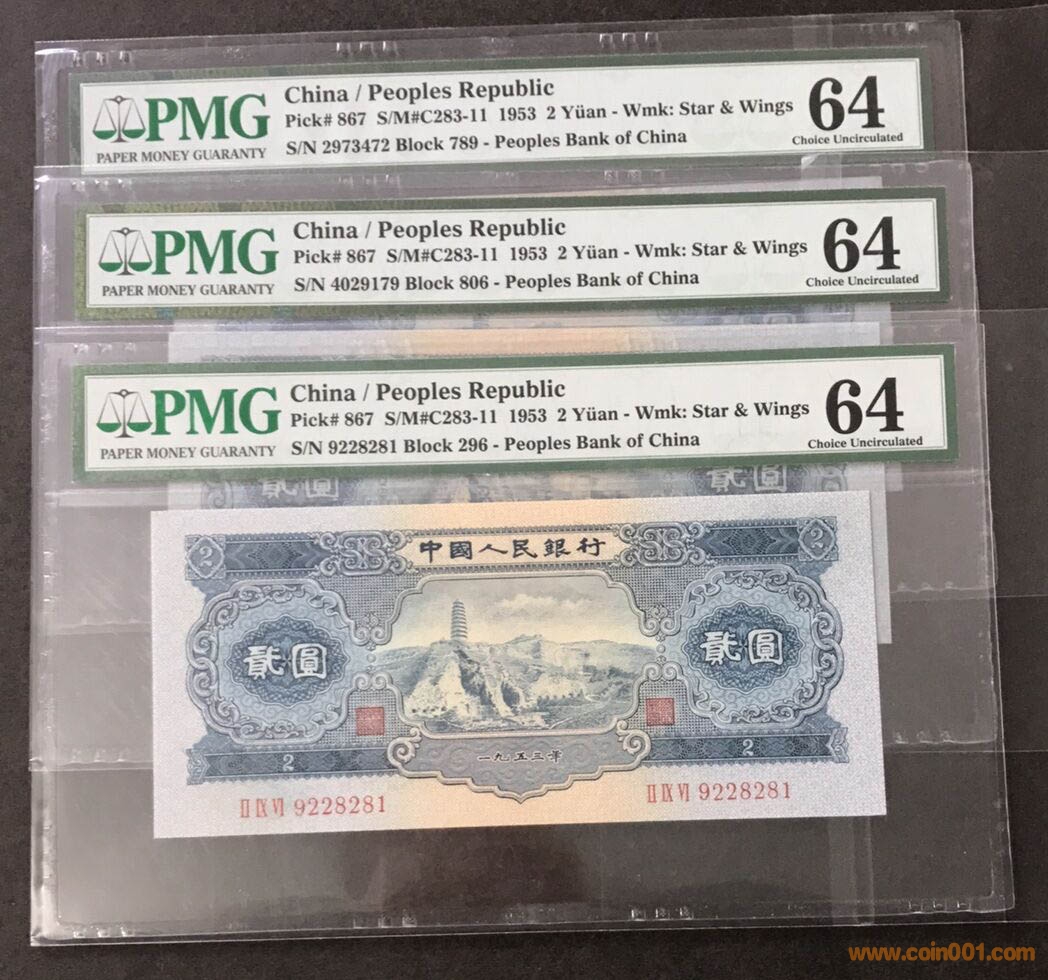 PMG
PAPER MONEY GUARANTY
China / Peoples Republic
Pick# 867 S/M#C283-11 1953 2 Yüan - Wmk: Star & Wings
S/N 2973472 Block 789 - Peoples Bank of China
64
Choice Uncirculated
PMG
PAPER MONEY GUARANTY
China / Peoples Republic
Pick# 867 S/M#C283-11 1953 2 Yüan - Wmk: Star & Wings
S/N 4029179 Block 806 - Peoples Bank of China
64
Choice Uncirculated
PMG
PAPER MONEY GUARANTY
China / Peoples Republic
Pick# 867 S/M#C283-11 1953 2 Yüan - Wmk: Star & Wings
S/N 9228281 Block 296 - Peoples Bank of China
64
Choice Uncirculated
貳圓 貳圓
2 中國人民銀行 2
貳圓 貳圓
一九五三年
2 2
II IX VI 9228281 II IX VI 9228281
www.coin001.com